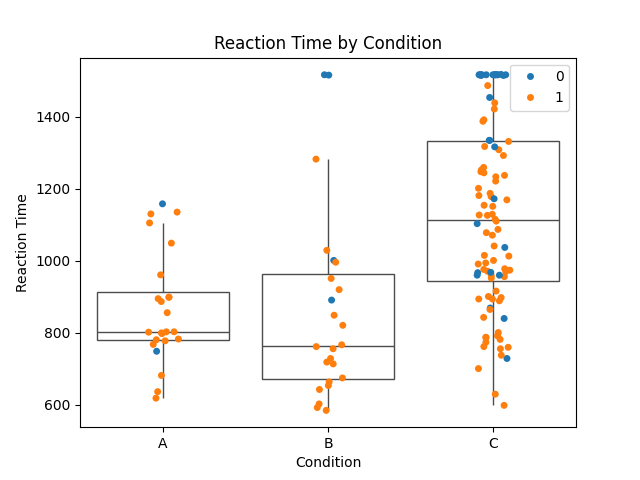 Reaction Time by Condition
0
1
1400
1200
1000
800
600
Reaction Time
A
B
C
Condition